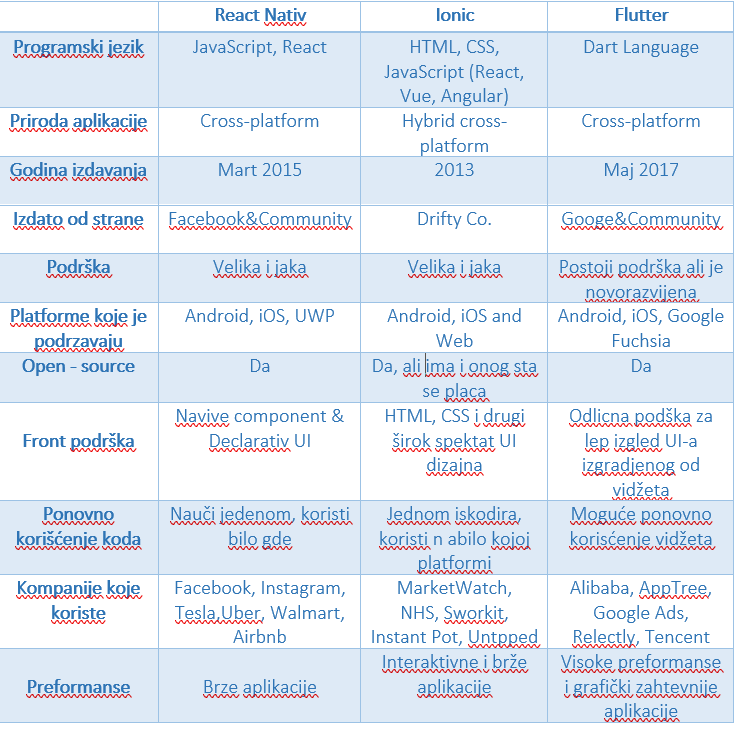 React Nativ Ionic Flutter
Programski jezik JavaScript, React HTML, CSS, Dart Language
JavaScript (React,
Vue, Angular)
Priroda aplikacije Cross-platform Hybrid cross- Cross-platform
platform
Godina izdavanja Mart 2015 2013 Maj 2017
Izdato od strane Facebook&Community Drifty Co. Googe&Community
Podrška Velika i jaka Velika i jaka Postoji podrška ali je
novorazvijena
Platforme koje je Android, iOS, UWP Android, iOS and Android, iOS, Google
podrzavaju Web Fuchsia
Open - source Da Da, ali ima i onog sta Da
se placa
Navive component & HTML, CSS i drugi Odlicna podška za
Front podrška Declarativ UI širok spektat UI lep izgled UI-a
dizajna izgradjenog od
vidžeta
Ponovno Nauči jedenom, koristi Jednom iskodira, Moguće ponovno
korišćenje koda bilo gde koristi n abilo kojoj korisćenje vidžeta
platformi
Kompanije koje Facebook, Instagram, MarketWatch, Alibaba, AppTree,
koriste Tesla,Uber, Walmart, NHS, Sworkit, Google Ads,
Airbnb Instant Pot, Untpped Relectly, Tencent
Interaktivne i brže Visoke preformanse
Preformanse Brze aplikacije aplikacije i grafički zahtevnije
aplikacije